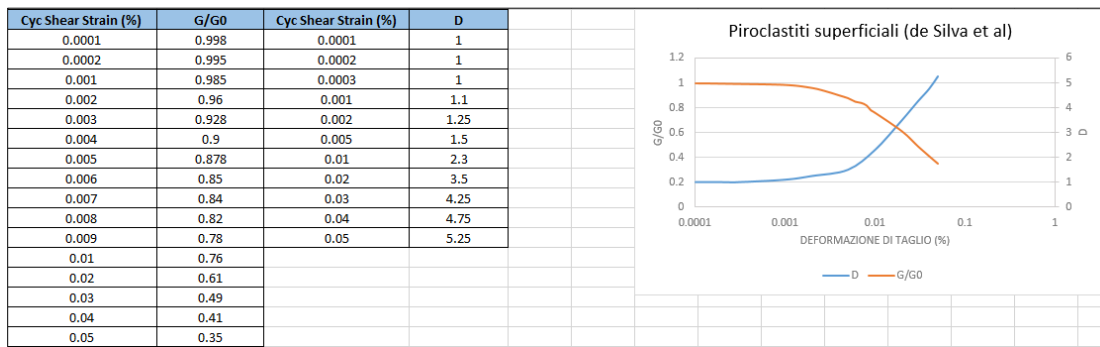 Cyc Shear Strain (%) G/G0 Cyc Shear Strain (%) D
0.0001 0.998 0.0001 1
0.0002 0.995 0.0002 1
0.001 0.985 0.0003 1
0.002 0.96 0.001 1.1
0.003 0.928 0.002 1.25
0.004 0.9 0.005 1.5
0.005 0.878 0.01 2.3
0.006 0.85 0.02 3.5
0.007 0.84 0.03 4.25
0.008 0.82 0.04 4.75
0.009 0.78 0.05 5.25
0.01 0.76
0.02 0.61
0.03 0.49
0.04 0.41
0.05 0.35
Piroclastiti superficiali (de Silva et al)
1.2
1
0.8
0.6
0.4
0.2
0
G/G0
6
5
4
3
2
1
0
D
0.0001 0.001 0.01 0.1 1
DEFORMAZIONE DI TAGLIO (%)
D G/G0